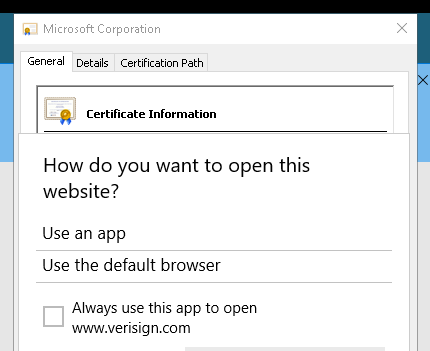 Microsoft Corporation
General Details Certification Path
Certificate Information
How do you want to open this
website?
Use an app
Use the default browser
Always use this app to open
www.verisign.com